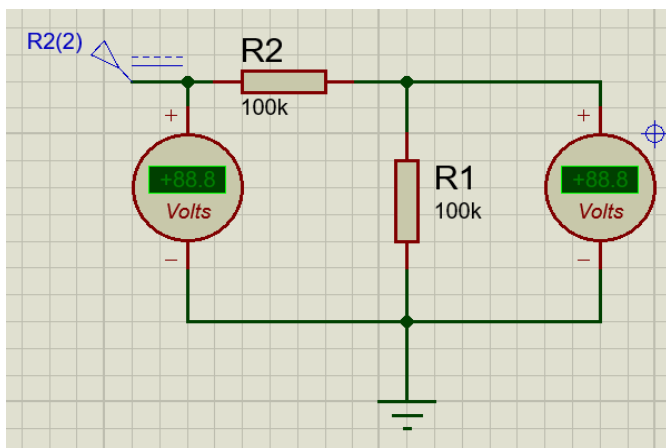 R2(2)
R2
100k
+
+88.8
Volts
−
R1
100k
+
+88.8
Volts
−